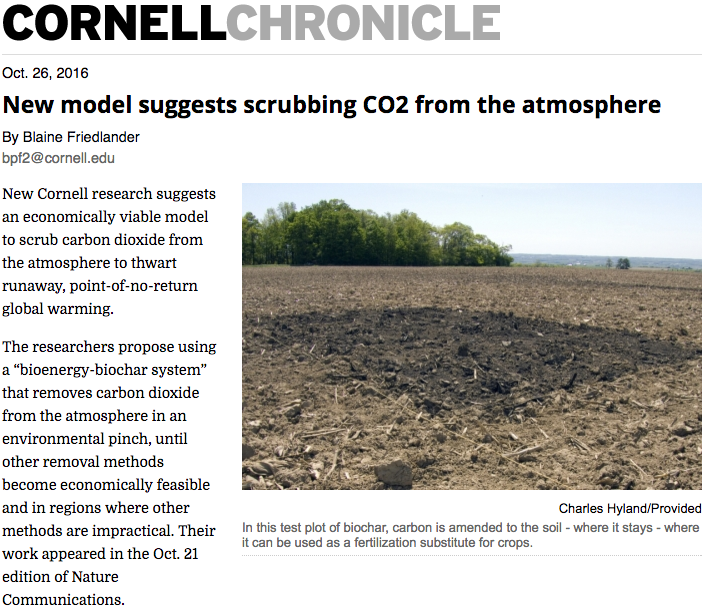 CORNELLCHRONICLE
Oct. 26, 2016
New model suggests scrubbing CO2 from the atmosphere
By Blaine Friedlander
bpf2@cornell.edu
New Cornell research suggests
an economically viable model
to scrub carbon dioxide from
the atmosphere to thwart
runaway, point-of-no-return
global warming.
The researchers propose using
a “bioenergy-biochar system”
that removes carbon dioxide
from the atmosphere in an
environmental pinch, until
other removal methods
become economically feasible
and in regions where other
methods are impractical. Their
work appeared in the Oct. 21
edition of Nature
Communications.
Charles Hyland/Provided
In this test plot of biochar, carbon is amended to the soil - where it stays - where
it can be used as a fertilization substitute for crops.